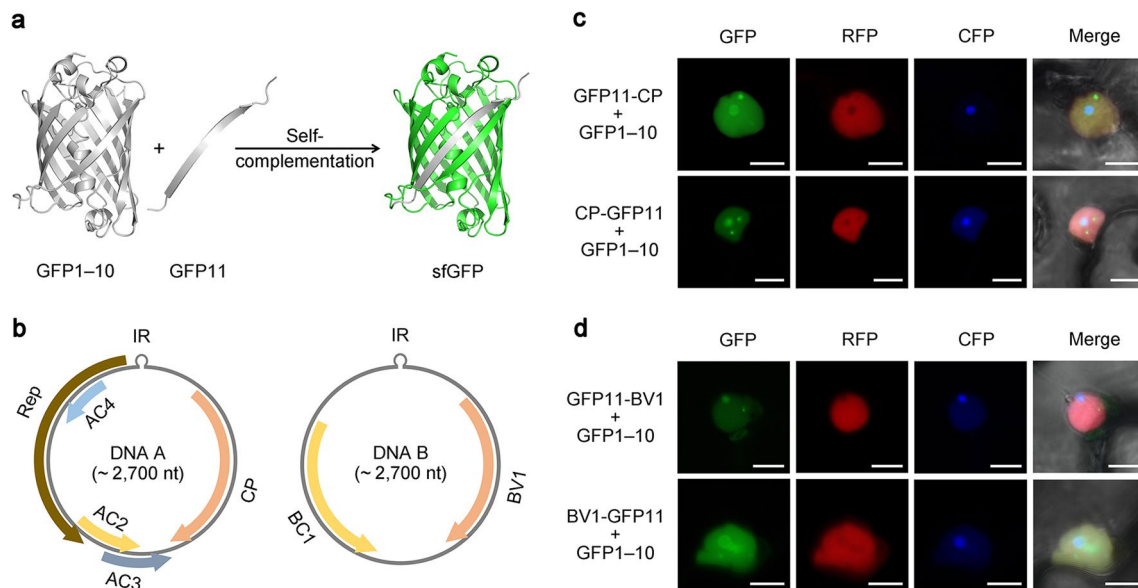 a
GFP1–10
+
GFP11
Self-
complementation
sfGFP
b
IR
Rep
AC4
DNA A
(~ 2,700 nt)
CP
AC2
AC3
IR
DNA B
(~ 2,700 nt)
BC1
BV1
c
GFP RFP CFP Merge
GFP11-CP
+
GFP1–10
CP-GFP11
+
GFP1–10
d
GFP RFP CFP Merge
GFP11-BV1
+
GFP1–10
BV1-GFP11
+
GFP1–10